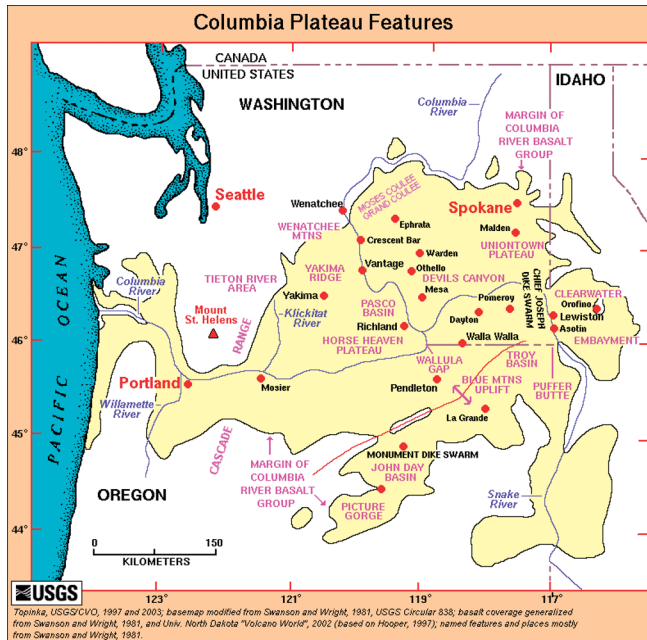 Columbia Plateau Features
CANADA
UNITED STATES
IDAHO
WASHINGTON
Columbia
River
MARGIN OF
COLUMBIA
RIVER BASALT
GROUP
48°
Seattle
Wenatchee
MOSES COULEE
GRAND COULEE
Spokane
Ephrata
WENATCHEE
MTNS
Malden
Crescent Bar
UNIONTOWN
PLATEAU
47°
Warden
Vantage
Othello
YAKIMA
RIDGE
DEVILS CANYON
TIETON RIVER
AREA
Columbia
River
Mesa
CHIEF JOSEPH
DIKE SWARM
CLEARWATER
Orofino
Yakima
PASCO
BASIN
Pomeroy
Mount
St. Helens
Klickitat
River
Dayton
Lewiston
Asotin
Richland
EMBAYMENT
46°
RANGE
HORSE HEAVEN
PLATEAU
Walla Walla
WALLULA
GAP
TROY
BASIN
Portland
Mosier
Pendleton
BLUE MTNS
UPLIFT
PUFFER
BUTTE
Willamette
River
La Grande
PACIFIC OCEAN
45°
CASCADE
MONUMENT DIKE SWARM
MARGIN OF
COLUMBIA
RIVER BASALT
GROUP
JOHN DAY
BASIN
OREGON
Snake
River
PICTURE
GORGE
44°
0 150
KILOMETERS
USGS
123° 121° 119° 117°
Topinka, USGS/CVO, 1997 and 2003; basemap modified from Swanson and Wright, 1981, USGS Circular 838; basalt coverage generalized
from Swanson and Wright, 1981, and Univ. North Dakota "Volcano World", 2002 (based on Hooper, 1997); named features and places mostly
from Swanson and Wright, 1981.